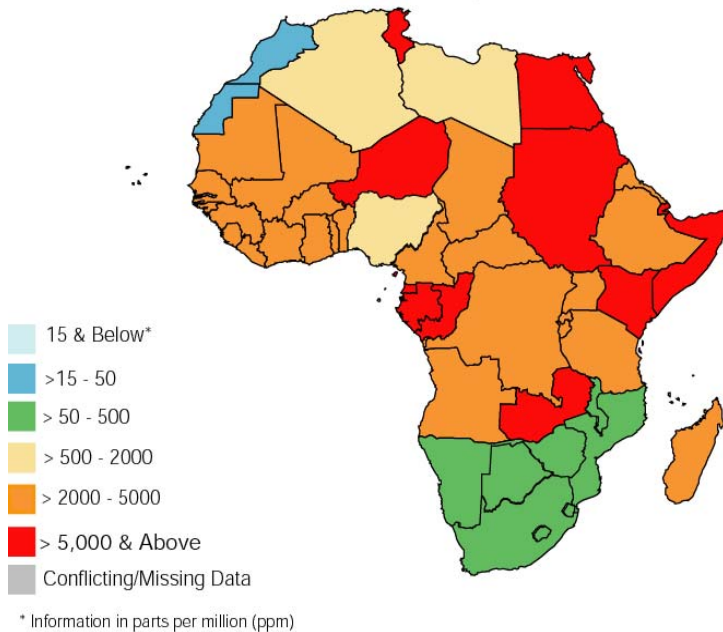 15 & Below*
>15 - 50
> 50 - 500
> 500 - 2000
> 2000 - 5000
> 5,000 & Above
Conflicting/Missing Data
* Information in parts per million (ppm)